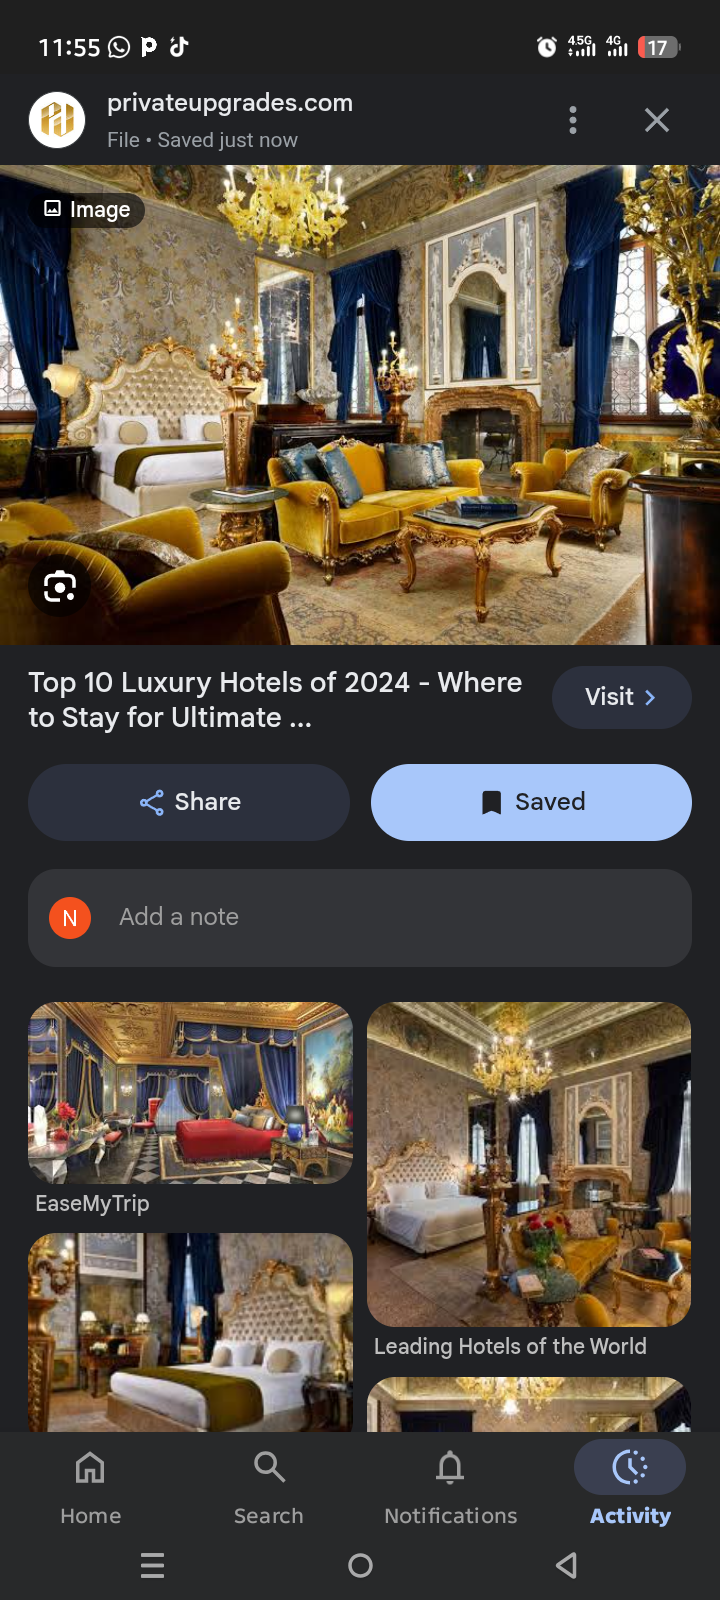 11:55
4.5G 4G 17
privateupgrades.com
File • Saved just now
Image
Top 10 Luxury Hotels of 2024 - Where
to Stay for Ultimate ...
Visit
Share
Saved
N
Add a note
EaseMyTrip
Leading Hotels of the World
Home
Search
Notifications
Activity